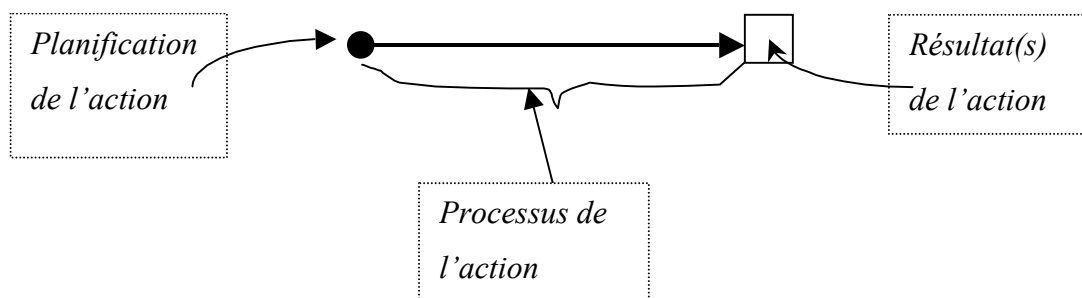 Planification
de l’action
Résultat(s)
de l’action
Processus de
l’action